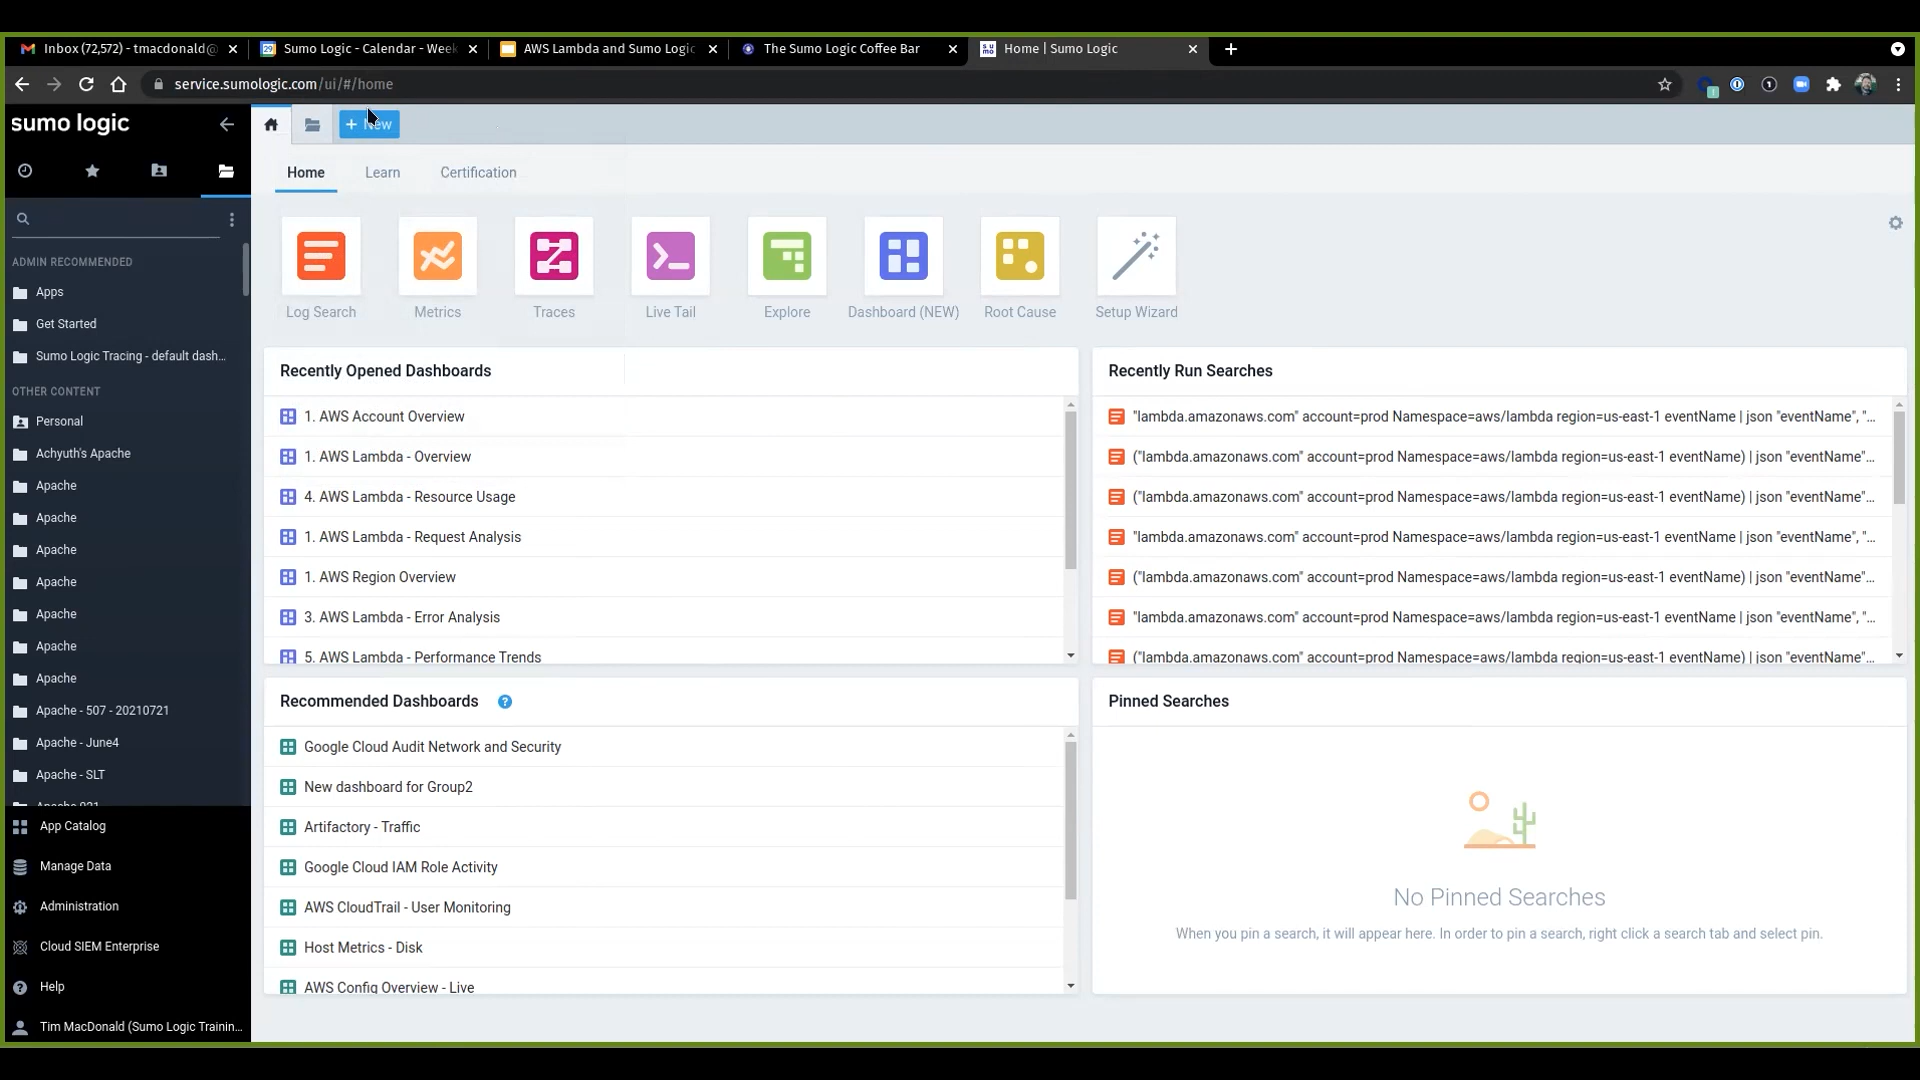 Inbox (72,572) - tmacdonald@
Sumo Logic - Calendar - Week
AWS Lambda and Sumo Logic
The Sumo Logic Coffee Bar
Home | Sumo Logic
service.sumologic.com/ui/#/home
sumo logic
+ New
Home
Learn
Certification
ADMIN RECOMMENDED
Apps
Get Started
Sumo Logic Tracing - default dash...
OTHER CONTENT
Personal
Achyuth's Apache
Apache
Apache
Apache
Apache
Apache
Apache
Apache
Apache - 507 - 20210721
Apache - June4
Apache - SLT
App Catalog
Manage Data
Administration
Cloud SIEM Enterprise
Help
Tim MacDonald (Sumo Logic Trainin...
Log Search
Metrics
Traces
Live Tail
Explore
Dashboard (NEW)
Root Cause
Setup Wizard
Recently Opened Dashboards
1. AWS Account Overview
1. AWS Lambda - Overview
4. AWS Lambda - Resource Usage
1. AWS Lambda - Request Analysis
1. AWS Region Overview
3. AWS Lambda - Error Analysis
5. AWS Lambda - Performance Trends
Recently Run Searches
"lambda.amazonaws.com" account=prod Namespace=aws/lambda region=us-east-1 eventName | json "eventName", "...
("lambda.amazonaws.com" account=prod Namespace=aws/lambda region=us-east-1 eventName) | json "eventName"...
("lambda.amazonaws.com" account=prod Namespace=aws/lambda region=us-east-1 eventName) | json "eventName"...
"lambda.amazonaws.com" account=prod Namespace=aws/lambda region=us-east-1 eventName | json "eventName", "...
("lambda.amazonaws.com" account=prod Namespace=aws/lambda region=us-east-1 eventName) | json "eventName"...
"lambda.amazonaws.com" account=prod Namespace=aws/lambda region=us-east-1 eventName | json "eventName", "...
("lambda.amazonaws.com" account=prod Namespace=aws/lambda region=us-east-1 eventName) | json "eventName"...
Recommended Dashboards
Google Cloud Audit Network and Security
New dashboard for Group2
Artifactory - Traffic
Google Cloud IAM Role Activity
AWS CloudTrail - User Monitoring
Host Metrics - Disk
AWS Config Overview - Live
Pinned Searches
No Pinned Searches
When you pin a search, it will appear here. In order to pin a search, right click a search tab and select pin.